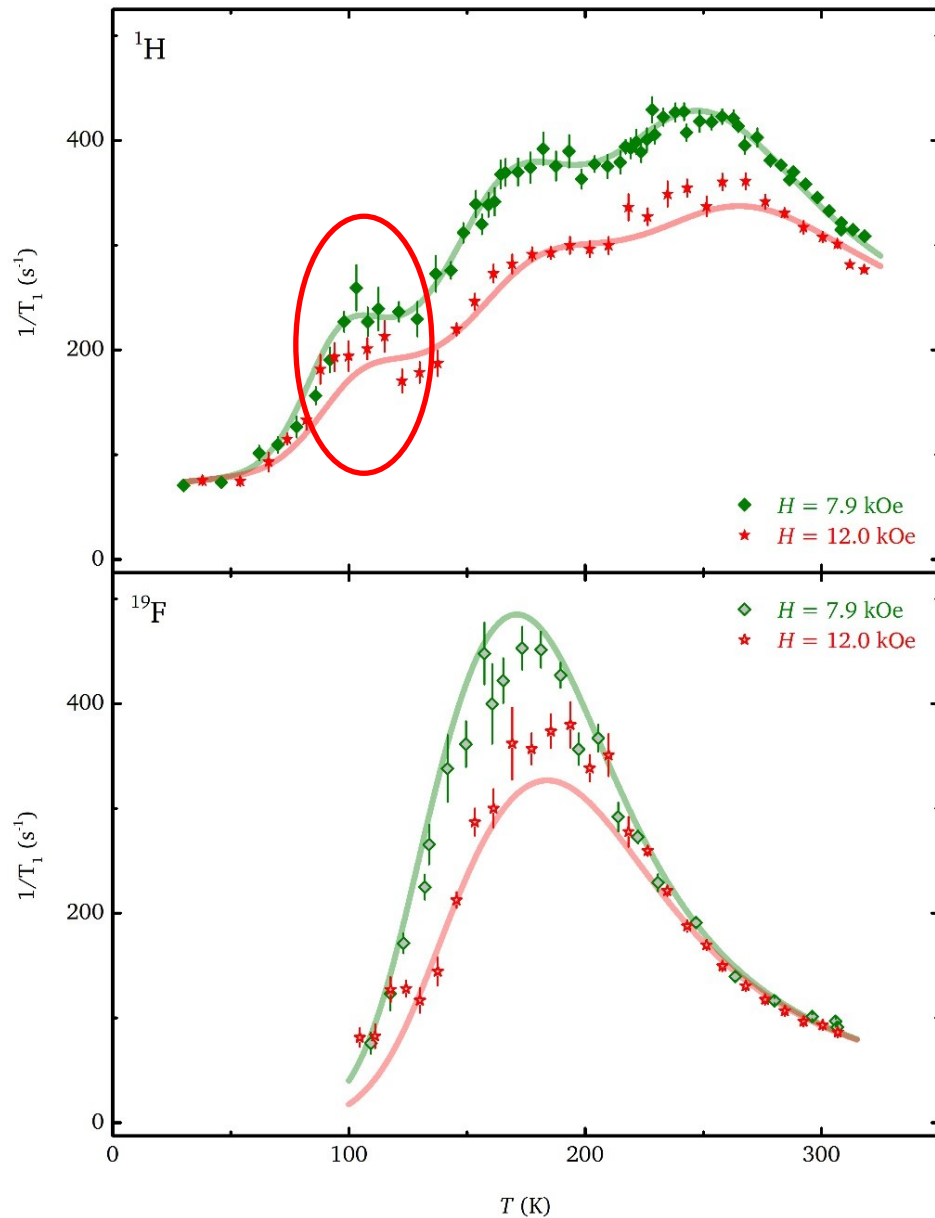 ¹H
400
200
0
1/T₁ (s⁻¹)
H = 7.9 kOe
H = 12.0 kOe
¹⁹F
H = 7.9 kOe
H = 12.0 kOe
400
200
0
1/T₁ (s⁻¹)
0 100 200 300
T (K)